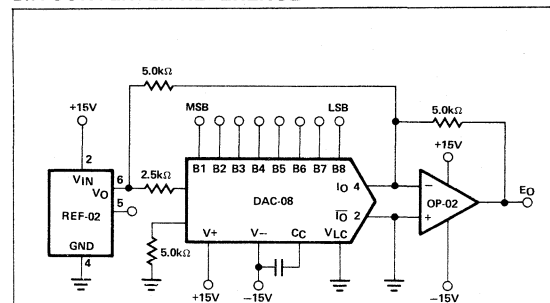 5.0kΩ
MSB
LSB
5.0kΩ
+15V
+15V
2
VIN
VO
6
5
REF-02
GND
4
2.5kΩ
5.0kΩ
B1 B2 B3 B4 B5 B6 B7 B8
DAC-08
IO 4
IO 2
V+
V–
CC
VLC
+15V
–15V
–
+
OP-02
EO
–15V